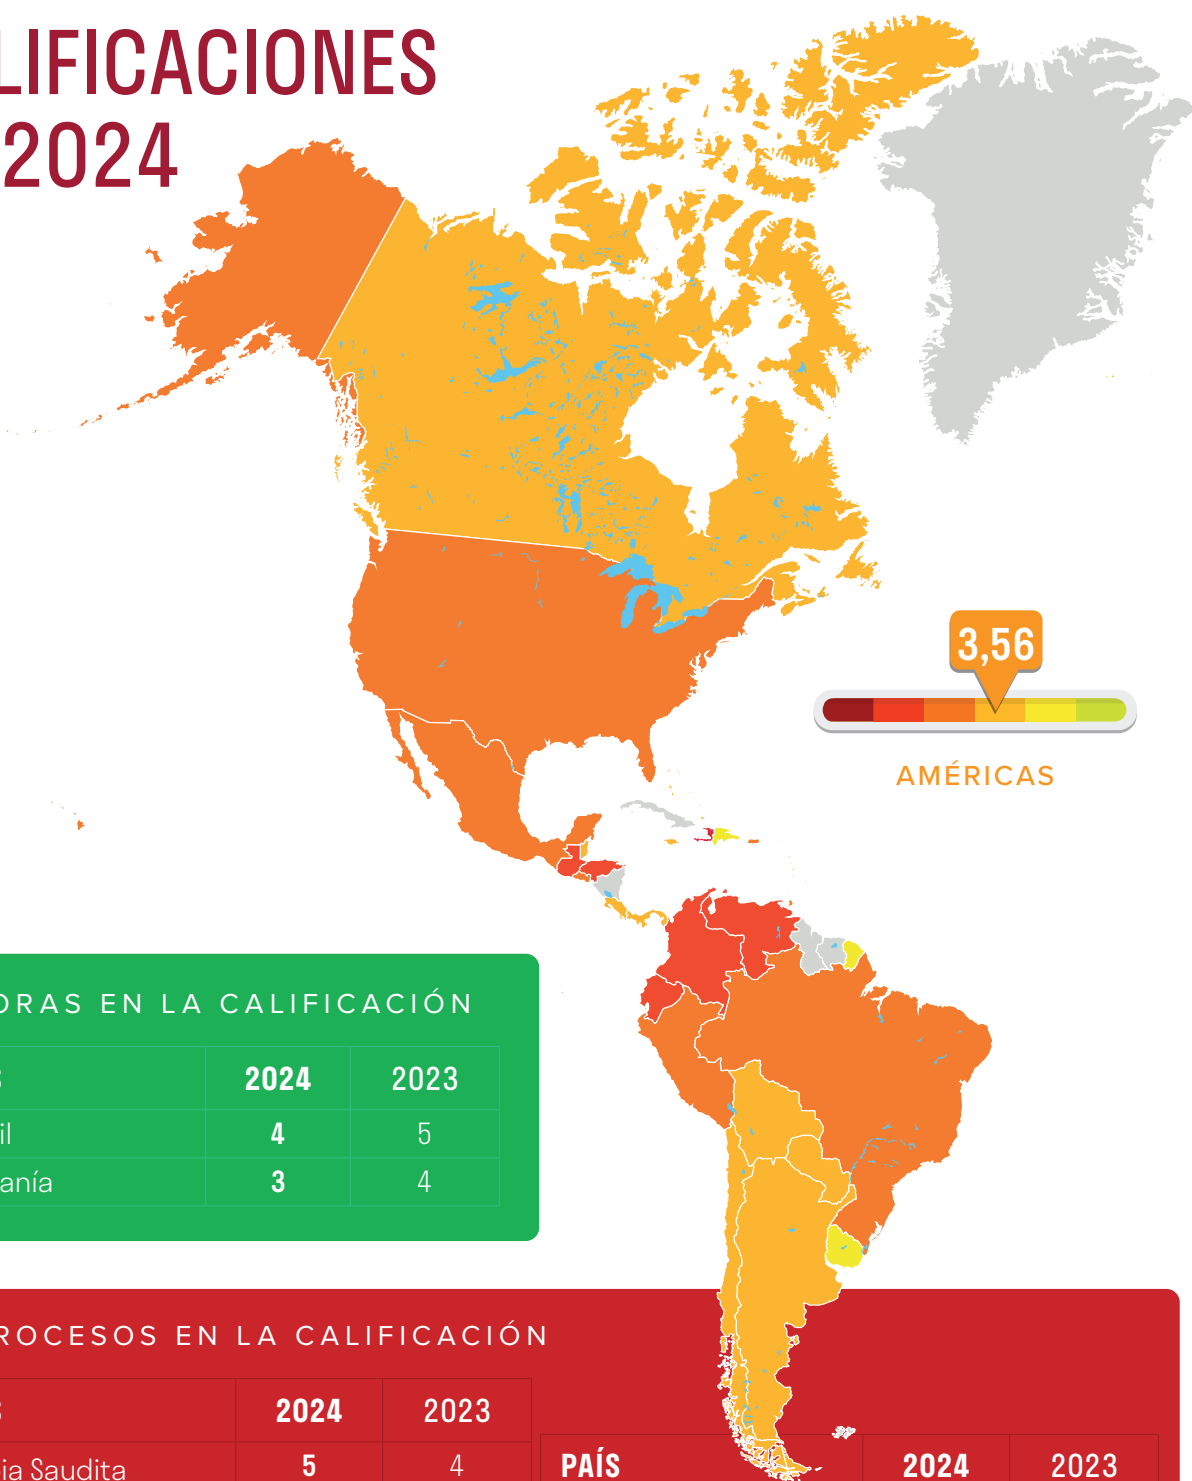 LIFICACIONES
2024
3,56
AMÉRICAS
ORAS EN LA CALIFICACIÓN
2024 2023
il 4 5
anía 3 4
ROCESOS EN LA CALIFICACIÓN
2024 2023
ia Saudita 5 4
PAÍS 2024 2023